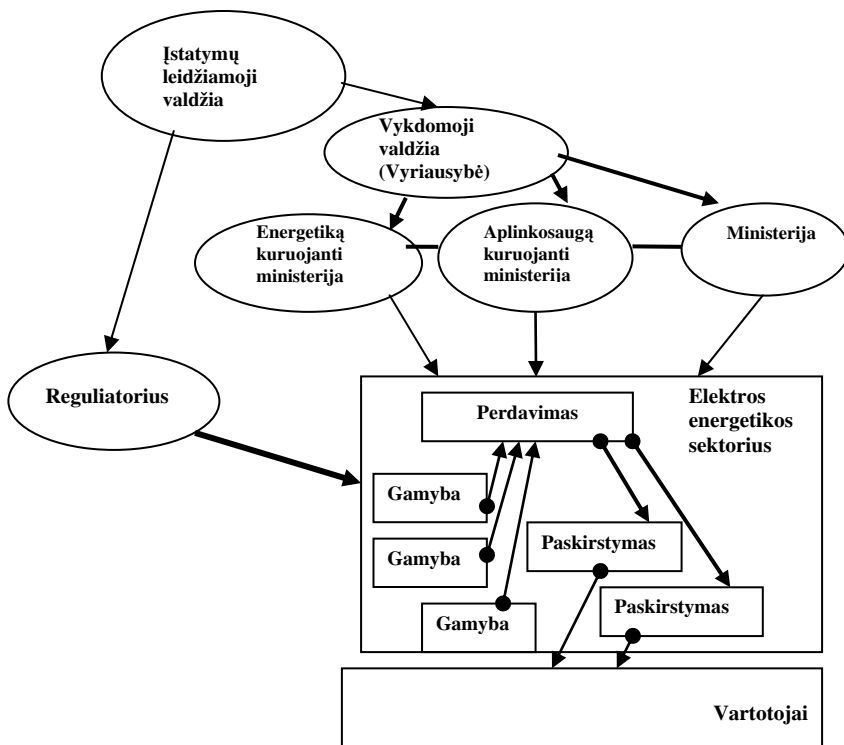 Įstatymų
leidžiamoji
valdžia
Vykdomoji
valdžia
(Vyriausybė)
Energetiką
kuruojanti
ministerija
Aplinkosaugą
kuruojanti
ministerija
Ministerija
Reguliatorius
Elektros
energetikos
sektorius
Perdavimas
Gamyba
Gamyba
Gamyba
Paskirstymas
Paskirstymas
Vartotojai